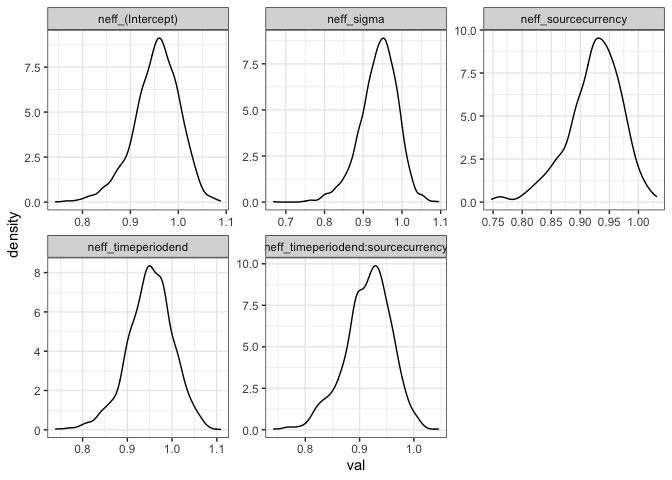 neff_(Intercept)
neff_sigma
neff_sourcecurrency
7.5
5.0
2.5
0.0
0.8 0.9 1.0 1.1
7.5
5.0
2.5
0.0
0.7 0.8 0.9 1.0 1.1
10.0
7.5
5.0
2.5
0.0
0.75 0.80 0.85 0.90 0.95 1.00
density
neff_timeperiodend
neff_timeperiodend:sourcecurrency
8
6
4
2
0
0.8 0.9 1.0 1.1
10.0
7.5
5.0
2.5
0.0
0.8 0.9 1.0
val